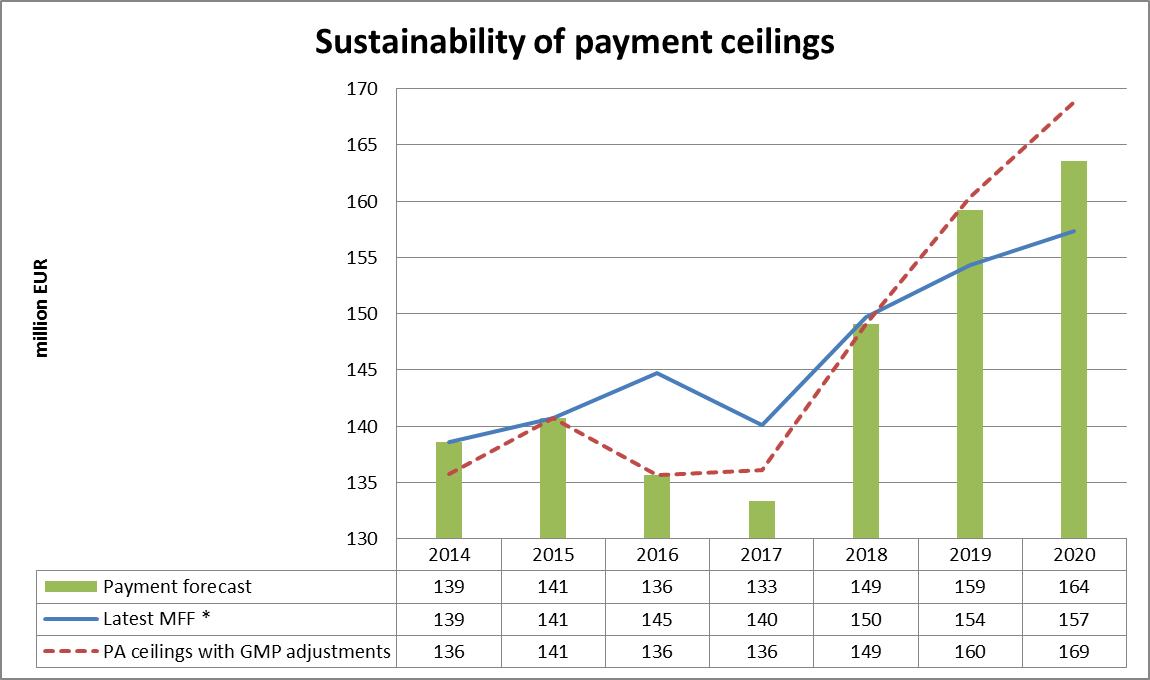 Sustainability of payment ceilings
170
165
160
155
150
145
140
135
130
million EUR
2014 2015 2016 2017 2018 2019 2020
Payment forecast 139 141 136 133 149 159 164
Latest MFF * 139 141 145 140 150 154 157
PA ceilings with GMP adjustments 136 141 136 136 149 160 169